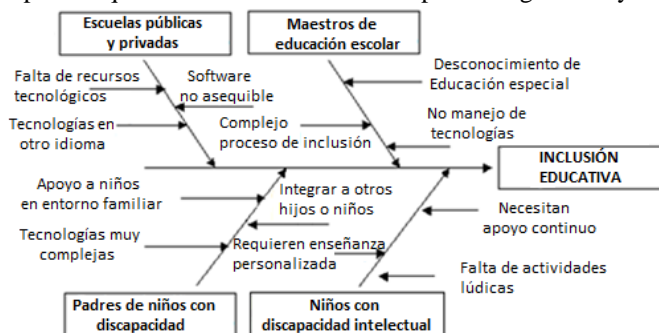 Escuelas públicas
y privadas
Maestros de
educación escolar
Falta de recursos
tecnológicos
Software
no asequible
Tecnologías en
otro idioma
Desconocimiento de
Educación especial
Complejo
proceso de inclusión
No manejo de
tecnologías
INCLUSIÓN
EDUCATIVA
Apoyo a niños
en entorno familiar
Integrar a otros
hijos o niños
Tecnologías muy
complejas
Necesitan
apoyo continuo
Requieren enseñanza
personalizada
Falta de actividades
lúdicas
Padres de niños con
discapacidad
Niños con
discapacidad intelectual